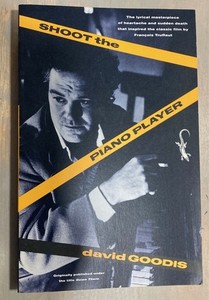 The lyrical masterpiece
of heartache and sudden death
that inspired the classic film by
François Truffaut
SHOOT the
PIANO PLAYER
david GOODIS
Originally published under
the title Down There